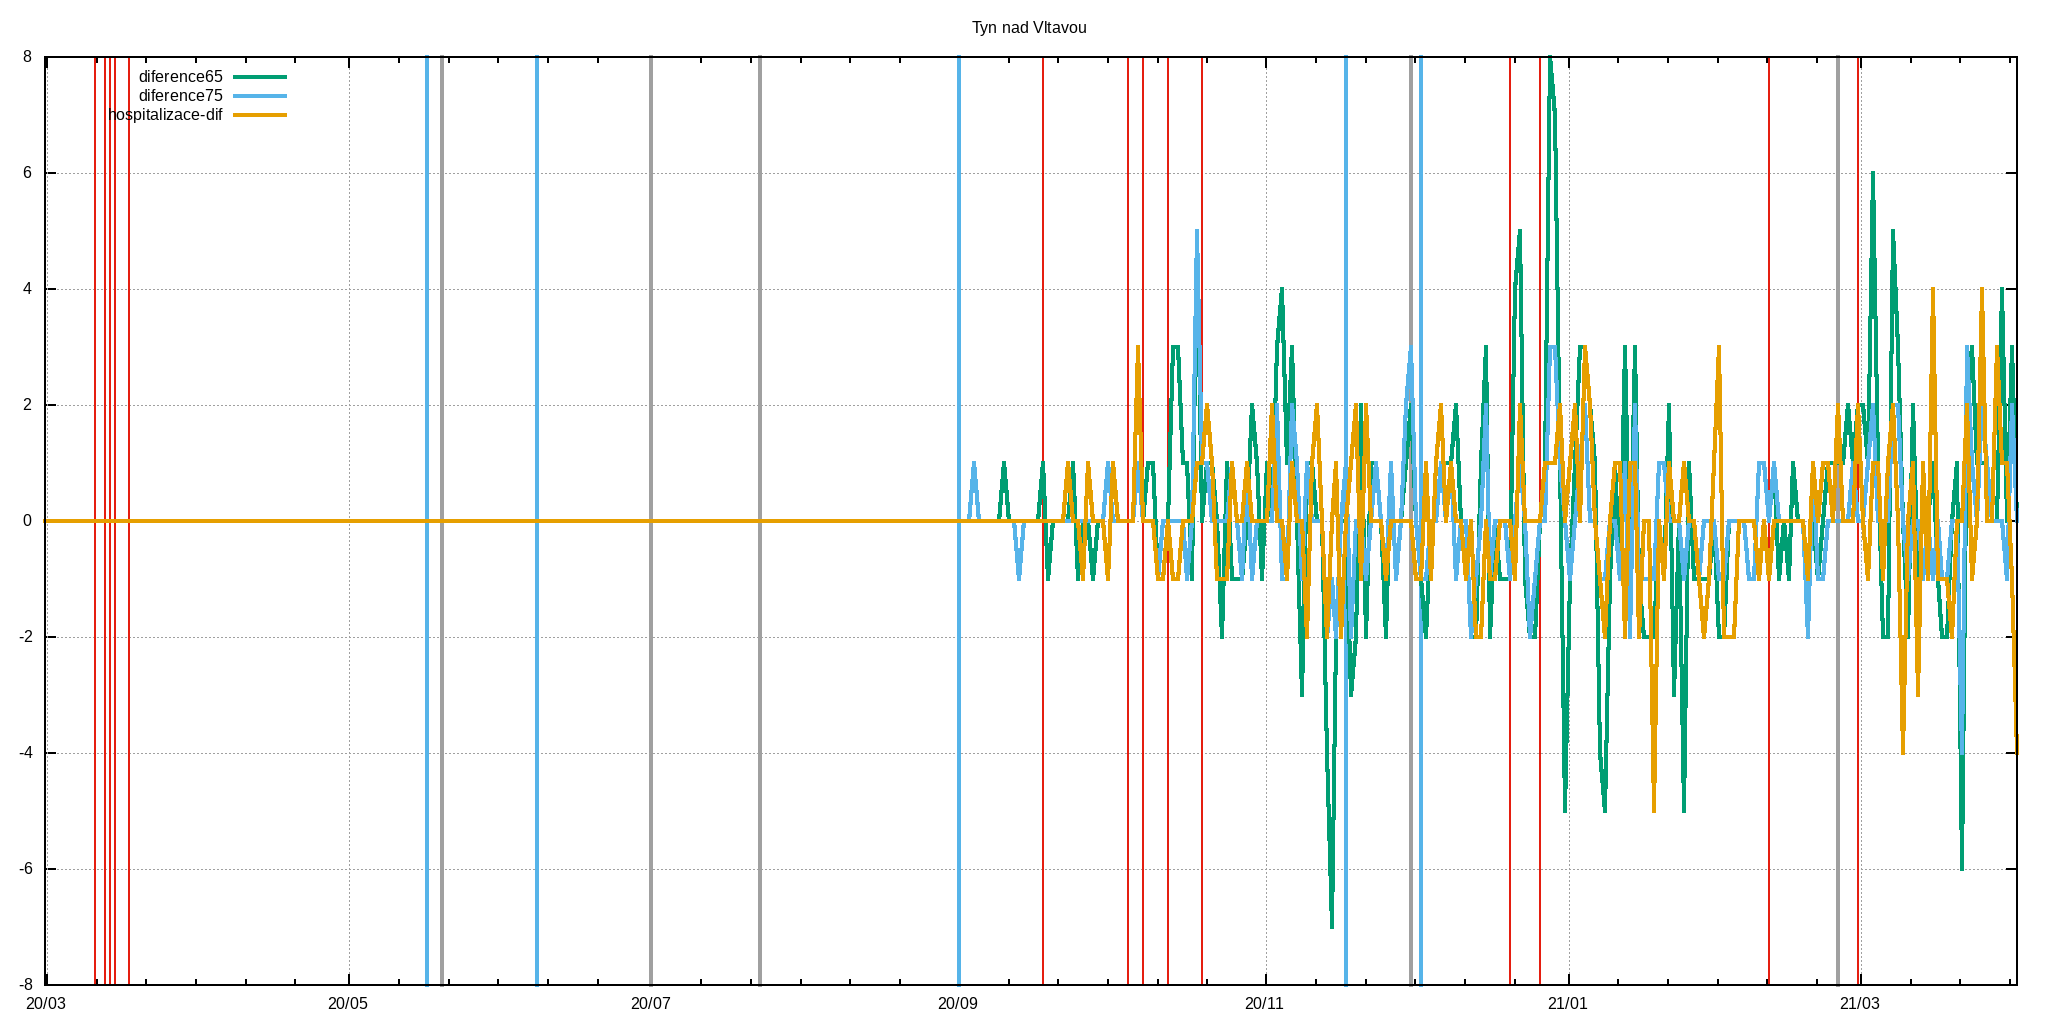 Tyn nad Vltavou
diference65
diference75
hospitalizace-dif
8
6
4
2
0
-2
-4
-6
-8
20/03 20/05 20/07 20/09 20/11 21/01 21/03